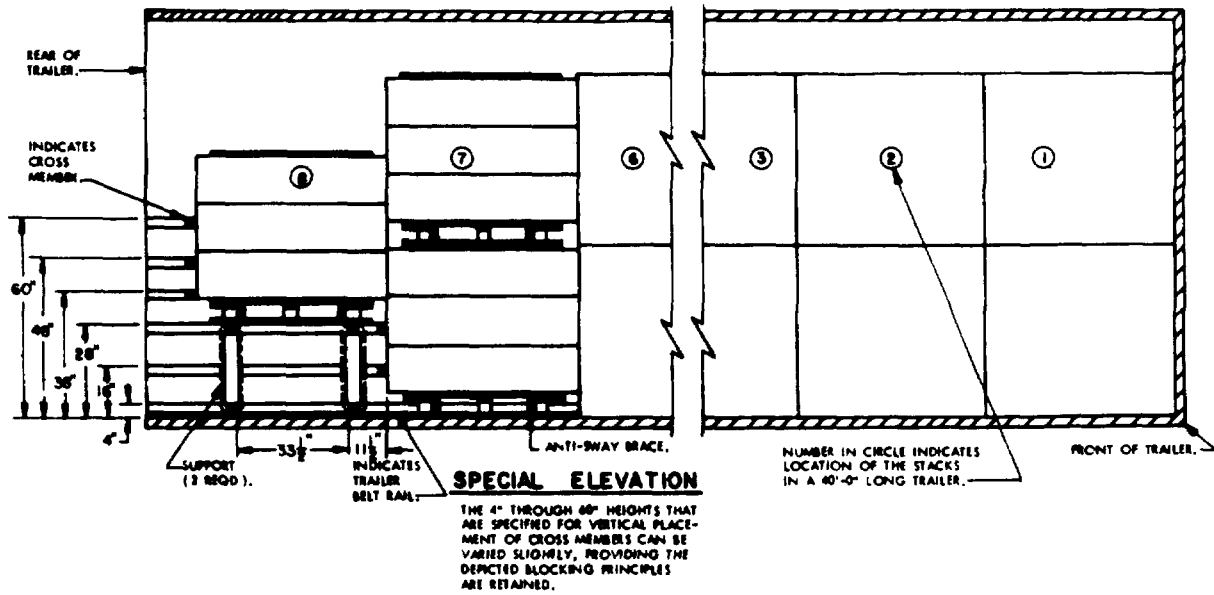 REAR OF
TRAILER.
INDICATES
CROSS
MEMBER.
8
7
6
3
2
1
60"
48"
36"
28"
4"
33½"
11½"
SUPPORT
(2 REQD).
INDICATES
TRAILER
BELT RAIL.
ANTI-SWAY BRACE.
NUMBER IN CIRCLE INDICATES
LOCATION OF THE STACKS
IN A 40'-0" LONG TRAILER.
FRONT OF TRAILER.
SPECIAL ELEVATION
THE 4" THROUGH 60" HEIGHTS THAT
ARE SPECIFIED FOR VERTICAL PLACE-
MENT OF CROSS MEMBERS CAN BE
VARIED SLIGHTLY, PROVIDING THE
DEPICTED BLOCKING PRINCIPLES
ARE RETAINED.